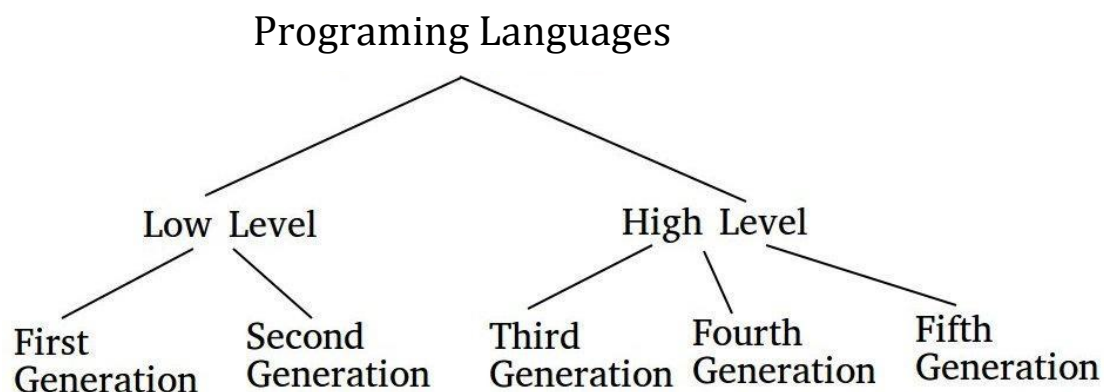 Programing Languages
Low Level
High Level
First
Generation
Second
Generation
Third
Generation
Fourth
Generation
Fifth
Generation